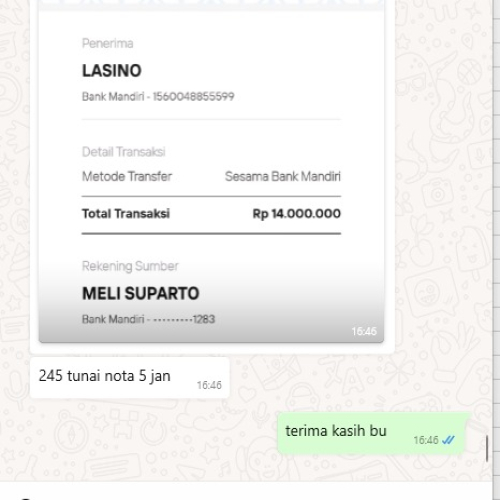 Penerima
LASINO
Bank Mandiri - 1560048855599
Detail Transaksi
Metode Transfer Sesama Bank Mandiri
Total Transaksi Rp 14.000.000
Rekening Sumber
MELI SUPARTO
Bank Mandiri - ---------1283
16:46
245 tunai nota 5 jan 16:46
terima kasih bu 16:46